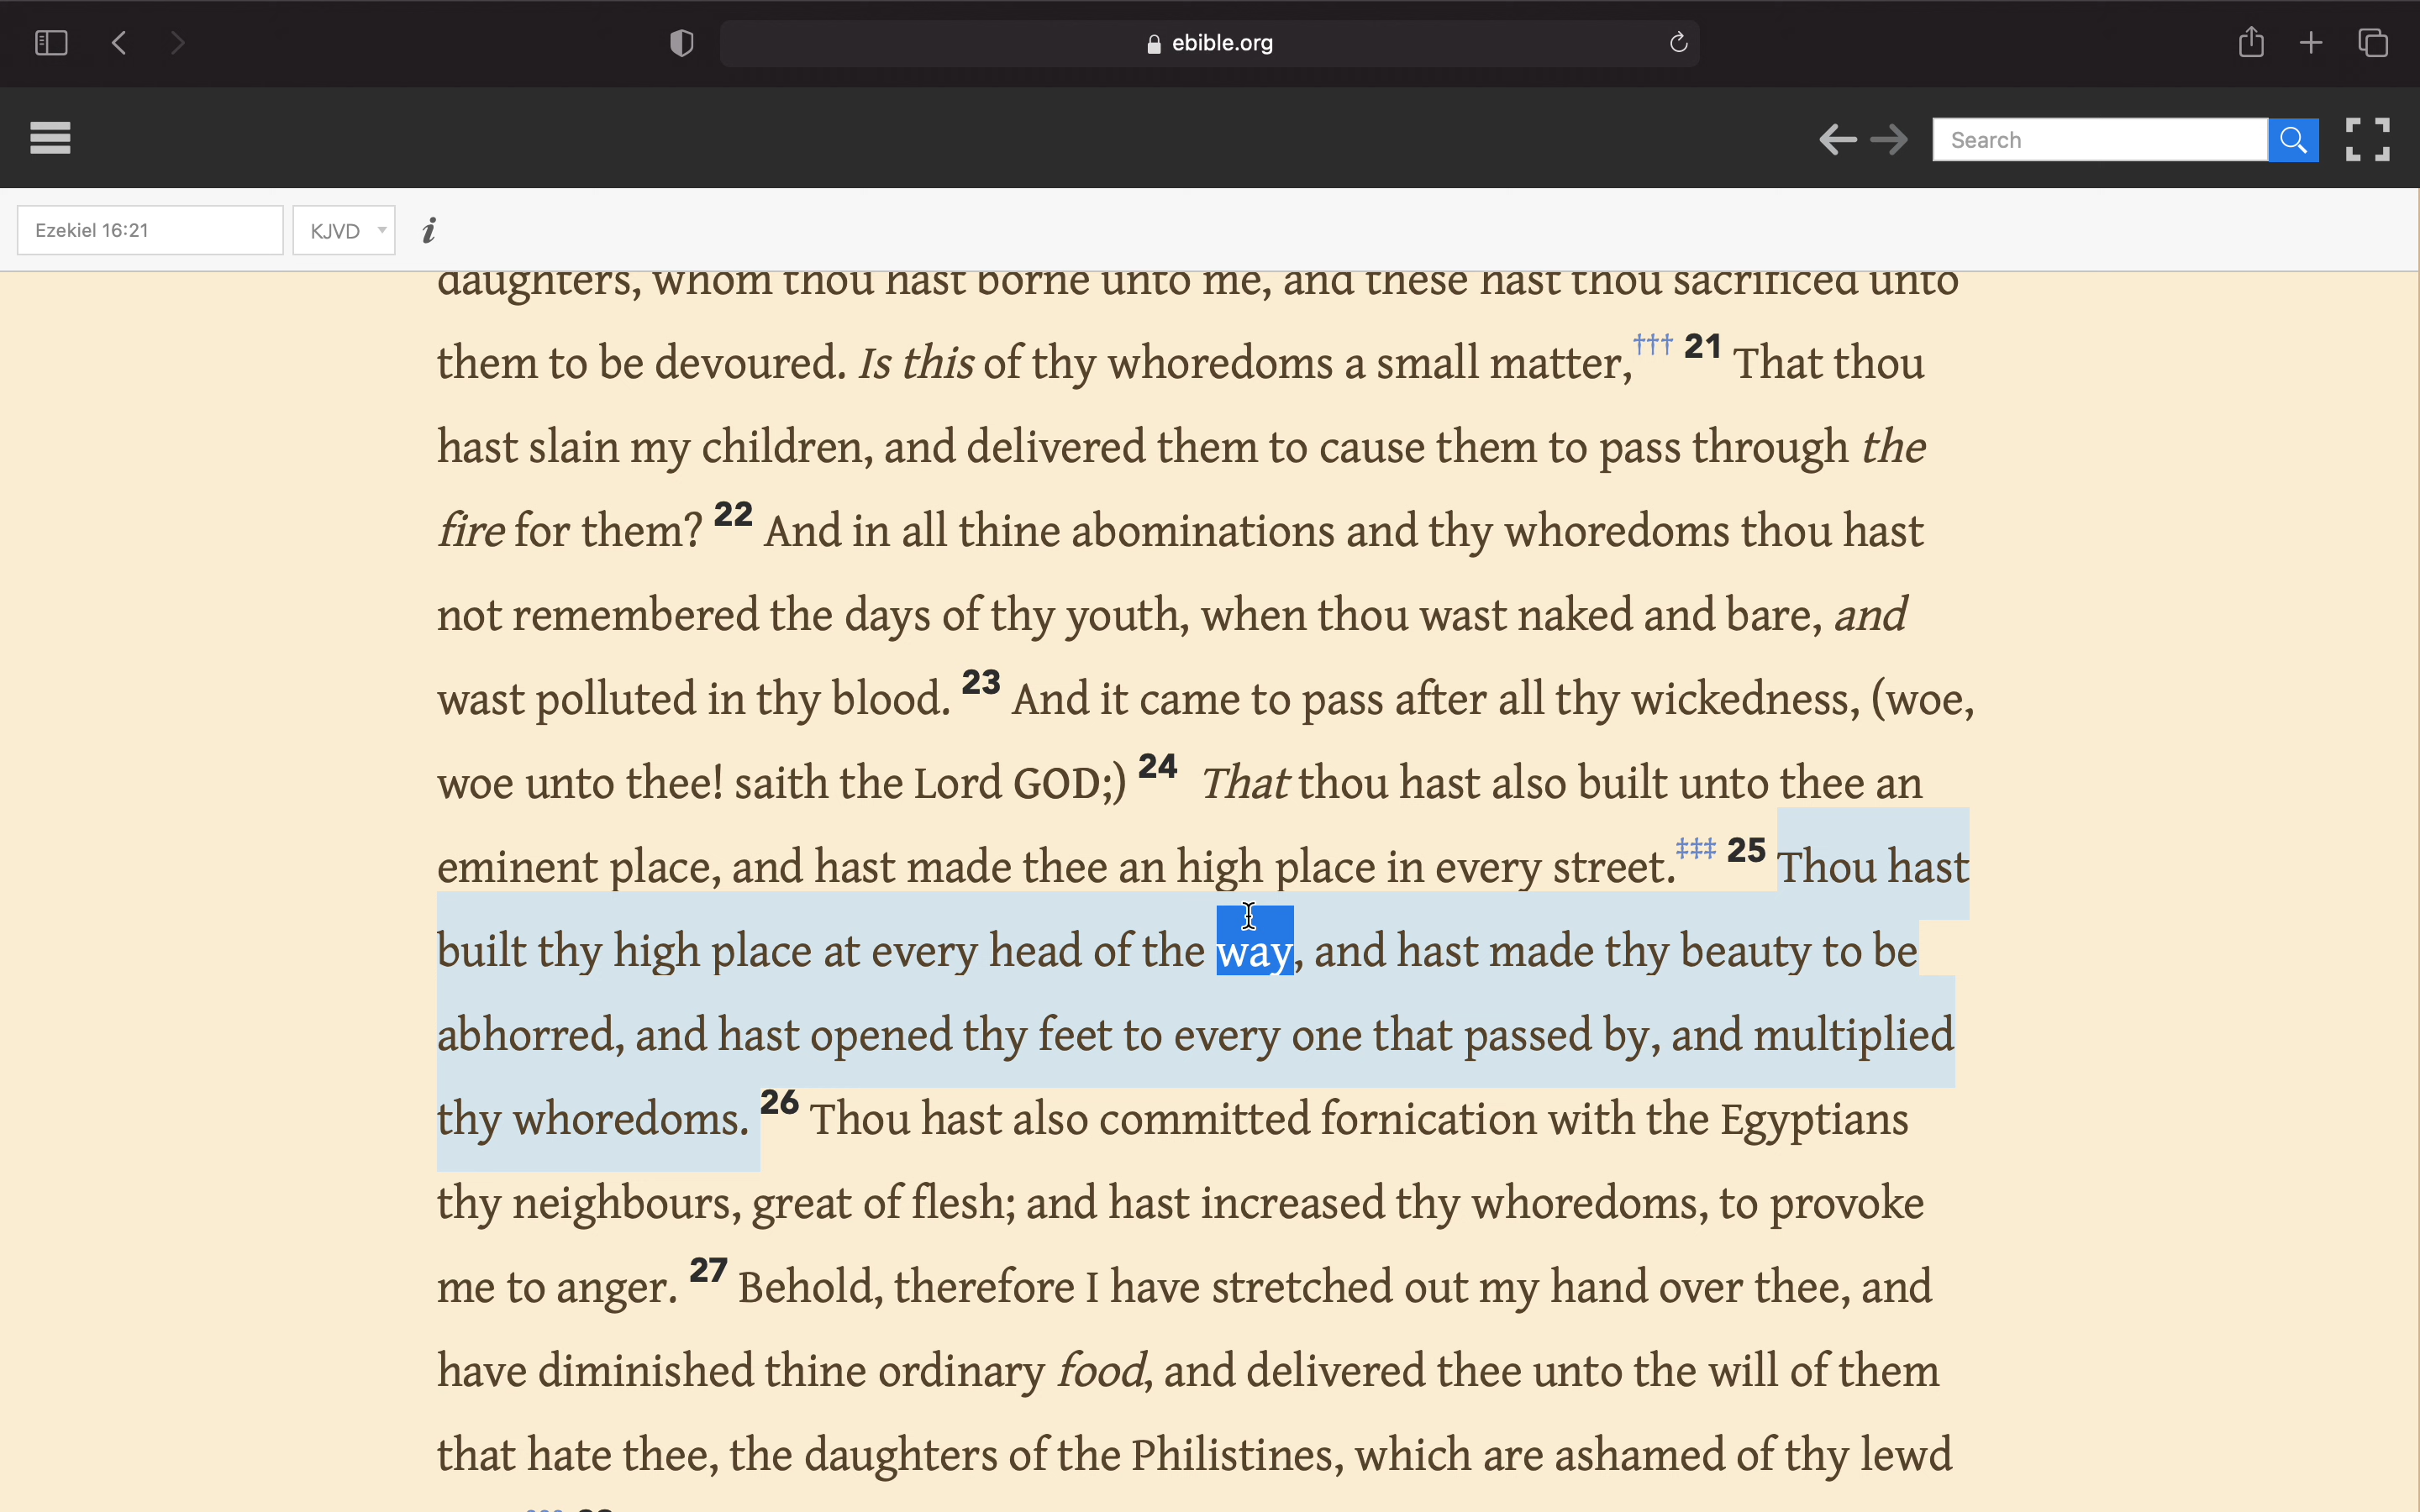 ebible.org
Search
Ezekiel 16:21
KJVD
i
daughters, whom thou hast borne unto me, and these hast thou sacrificed unto
them to be devoured. Is this of thy whoredoms a small matter,††† 21 That thou
hast slain my children, and delivered them to cause them to pass through the
fire for them? 22 And in all thine abominations and thy whoredoms thou hast
not remembered the days of thy youth, when thou wast naked and bare, and
wast polluted in thy blood. 23 And it came to pass after all thy wickedness, (woe,
woe unto thee! saith the Lord GOD;) 24 That thou hast also built unto thee an
eminent place, and hast made thee an high place in every street.‡‡‡ 25 Thou hast
built thy high place at every head of the way, and hast made thy beauty to be
abhorred, and hast opened thy feet to every one that passed by, and multiplied
thy whoredoms. 26 Thou hast also committed fornication with the Egyptians
thy neighbours, great of flesh; and hast increased thy whoredoms, to provoke
me to anger. 27 Behold, therefore I have stretched out my hand over thee, and
have diminished thine ordinary food, and delivered thee unto the will of them
that hate thee, the daughters of the Philistines, which are ashamed of thy lewd